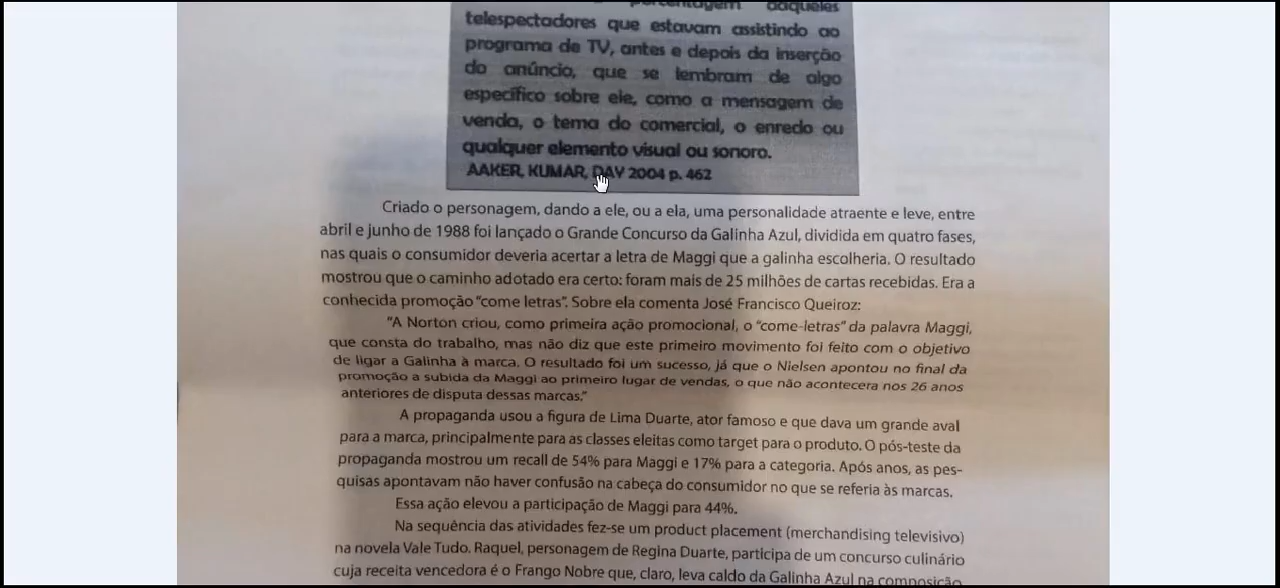 percentagem daqueles
telespectadores que estavam assistindo ao
programa de TV, antes e depois da inserção
do anúncio, que se lembram de algo
específico sobre ele, como a mensagem de
venda, o tema do comercial, o enredo ou
qualquer elemento visual ou sonoro.
AAKER, KUMAR, DAY 2004 p. 462
Criado o personagem, dando a ele, ou a ela, uma personalidade atraente e leve, entre
abril e junho de 1988 foi lançado o Grande Concurso da Galinha Azul, dividida em quatro fases,
nas quais o consumidor deveria acertar a letra de Maggi que a galinha escolheria. O resultado
mostrou que o caminho adotado era certo: foram mais de 25 milhões de cartas recebidas. Era a
conhecida promoção "come letras". Sobre ela comenta José Francisco Queiroz:
"A Norton criou, como primeira ação promocional, o "come-letras" da palavra Maggi,
que consta do trabalho, mas não diz que este primeiro movimento foi feito com o objetivo
de ligar a Galinha à marca. O resultado foi um sucesso, já que o Nielsen apontou no final da
promoção a subida da Maggi ao primeiro lugar de vendas, o que não acontecera nos 26 anos
anteriores de disputa dessas marcas."
A propaganda usou a figura de Lima Duarte, ator famoso e que dava um grande aval
para a marca, principalmente para as classes eleitas como target para o produto. O pós-teste da
propaganda mostrou um recall de 54% para Maggi e 17% para a categoria. Após anos, as pes-
quisas apontavam não haver confusão na cabeça do consumidor no que se referia às marcas.
Essa ação elevou a participação de Maggi para 44%.
Na sequência das atividades fez-se um product placement (merchandising televisivo)
na novela Vale Tudo. Raquel, personagem de Regina Duarte, participa de um concurso culinário
cuja receita vencedora é o Frango Nobre que, claro, leva caldo da Galinha Azul na composição